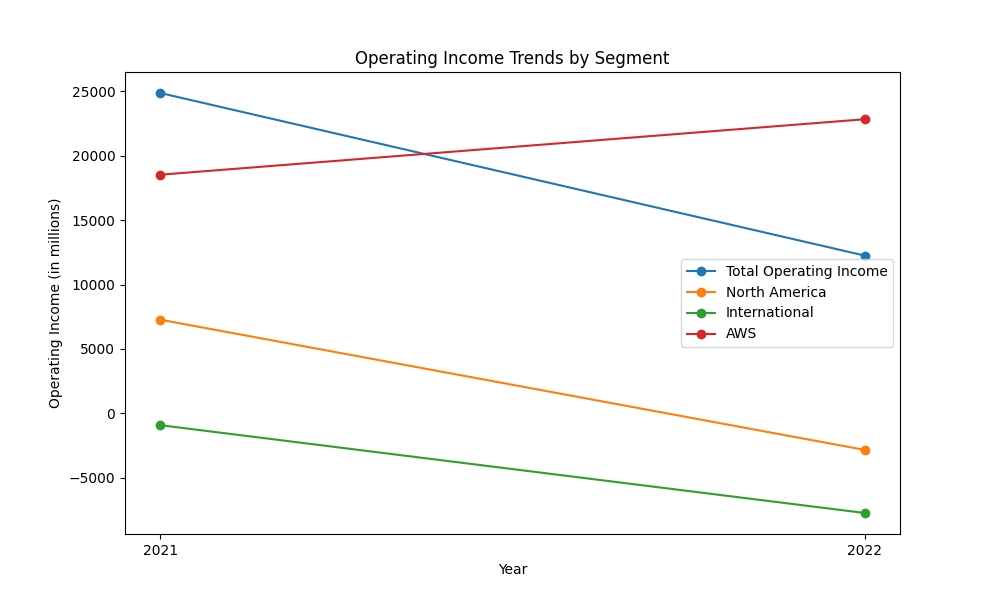 Operating Income Trends by Segment
25000
20000
15000
10000
5000
0
−5000
Operating Income (in millions)
Total Operating Income
North America
International
AWS
2021
2022
Year